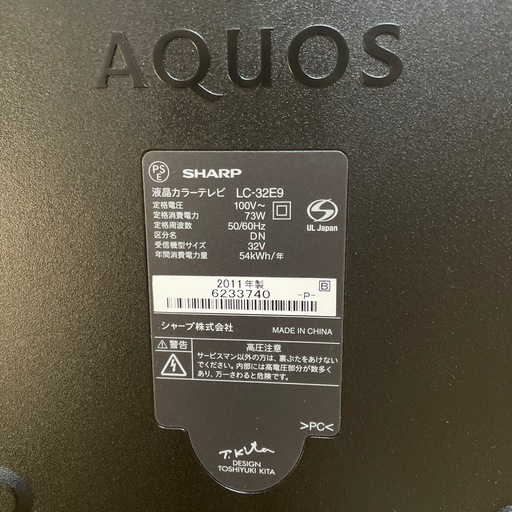 AQUOS
PSE SHARP
液晶カラーテレビ LC-32E9
定格電圧 100V～
定格消費電力 73W
定格周波数 50/60Hz
区分名 DN
受信機型サイズ 32V
年間消費電力量 54kWh/年
UL Japan
2011年製 B
6233740 -P-
シャープ株式会社 MADE IN CHINA
警告 高圧注意
サービスマン以外の方は、裏ぶたをあけない
でください。内部には高電圧部分が数多く
あり、万一さわると危険です。
>PC<
T. Kita
DESIGN
TOSHIYUKI KITA